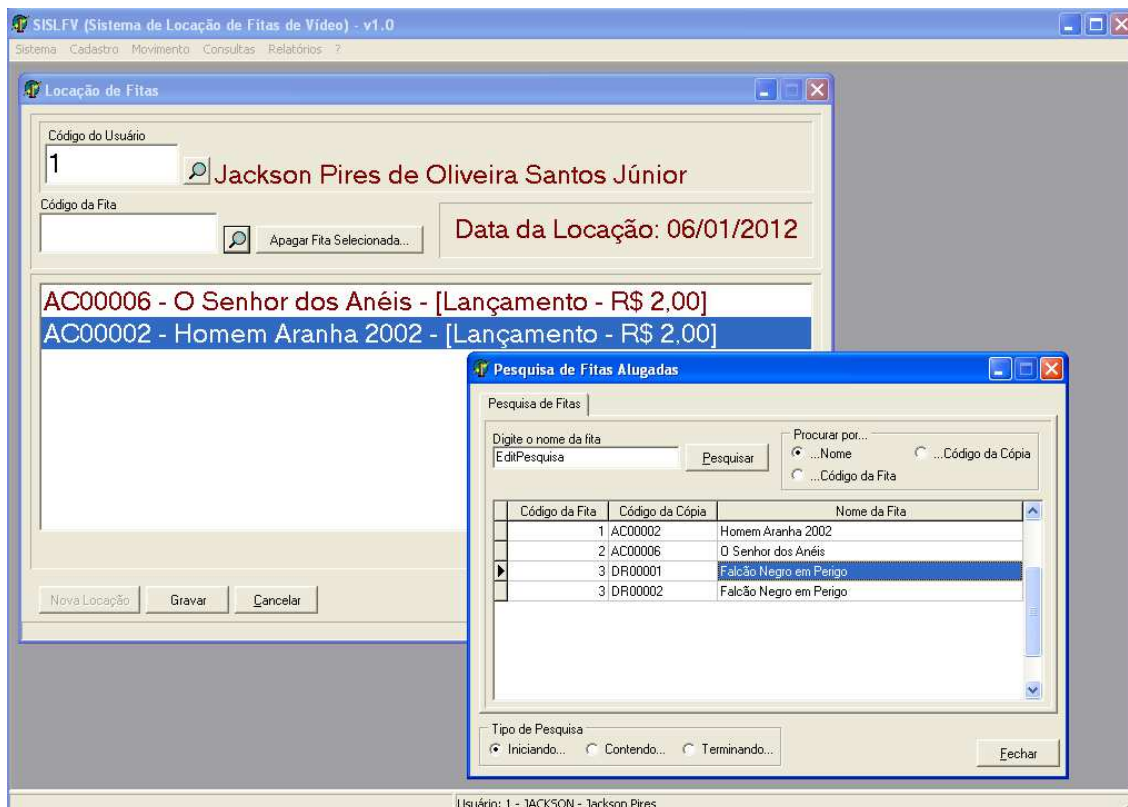 SISLFV (Sistema de Locação de Fitas de Vídeo) - v1.0
Sistema Cadastro Movimento Consultas Relatórios ?
Locação de Fitas
Código do Usuário
1
Jackson Pires de Oliveira Santos Júnior
Código da Fita
Apagar Fita Selecionada...
Data da Locação: 06/01/2012
AC00006 - O Senhor dos Anéis - [Lançamento - R$ 2,00]
AC00002 - Homem Aranha 2002 - [Lançamento - R$ 2,00]
Nova Locação Gravar Cancelar
Pesquisa de Fitas Alugadas
Pesquisa de Fitas
Digite o nome da fita
EditPesquisa
Pesquisar
Procurar por...
...Nome ...Código da Cópia
...Código da Fita
Código da Fita Código da Cópia Nome da Fita
1 AC00002 Homem Aranha 2002
2 AC00006 O Senhor dos Anéis
3 DR00001 Falcão Negro em Perigo
3 DR00002 Falcão Negro em Perigo
Tipo de Pesquisa
Iniciando... Contendo... Terminando...
Fechar
Usuário: 1 - JACKSON - Jackson Pires